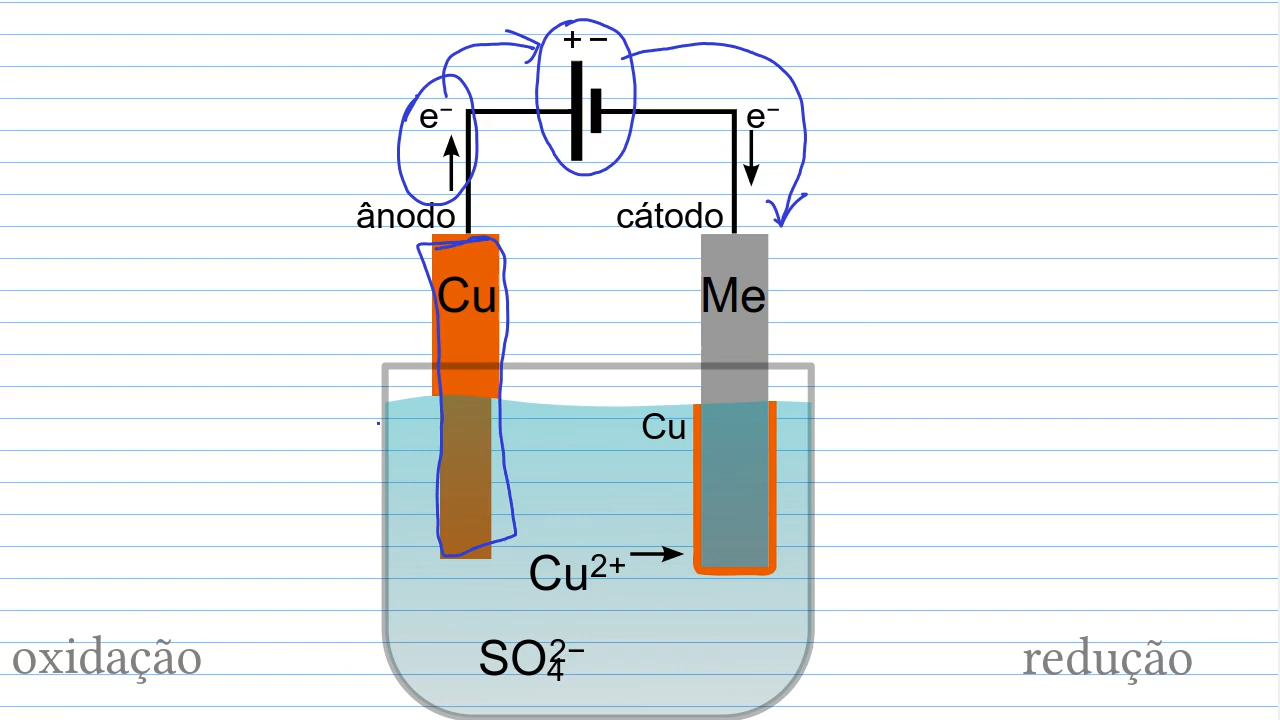 + −
e⁻
e⁻
ânodo
cátodo
Cu
Me
Cu
Cu²⁺
SO₄²⁻
oxidação
redução